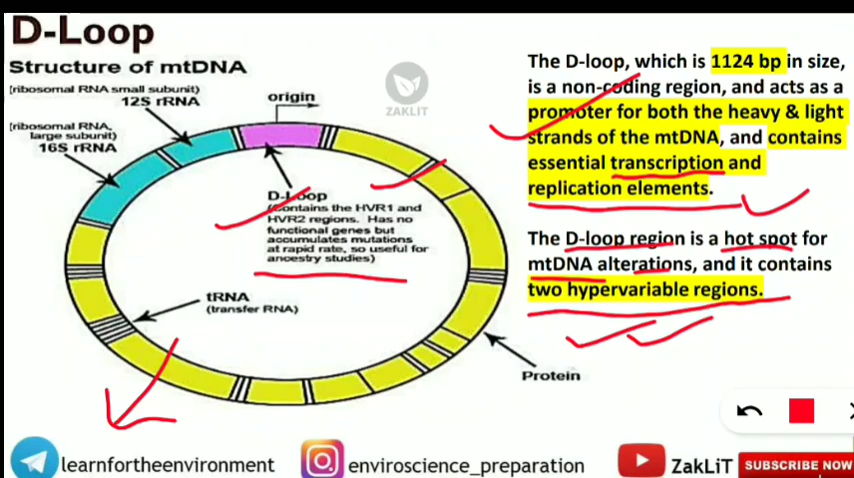 D-Loop
Structure of mtDNA
(ribosomal RNA small subunit)
12S rRNA
origin
ZAKLIT
(ribosomal RNA,
large subunit)
16S rRNA
D-Loop
(Contains the HVR1 and
HVR2 regions. Has no
functional genes but
accumulates mutations
at rapid rate, so useful for
ancestry studies)
tRNA
(transfer RNA)
Protein
The D-loop, which is 1124 bp in size,
is a non-coding region, and acts as a
promoter for both the heavy & light
strands of the mtDNA, and contains
essential transcription and
replication elements.
The D-loop region is a hot spot for
mtDNA alterations, and it contains
two hypervariable regions.
learnfortheenvironment
enviroscience_preparation
ZakLiT
SUBSCRIBE NOW